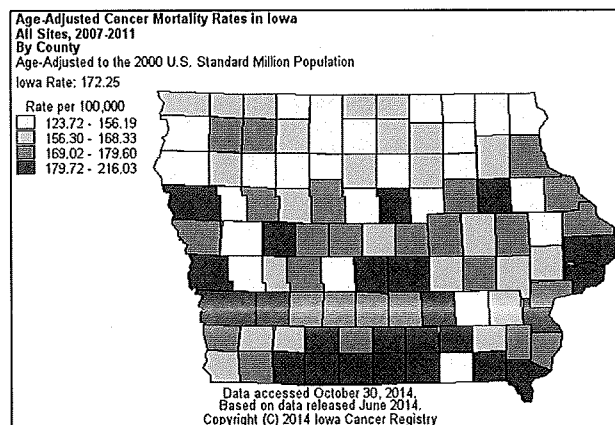 Age-Adjusted Cancer Mortality Rates in Iowa
All Sites, 2007-2011
By County
Age-Adjusted to the 2000 U.S. Standard Million Population
Iowa Rate: 172.25
Rate per 100,000
123.72 - 156.19
156.30 - 168.33
169.02 - 179.60
179.72 - 216.03
Data accessed October 30, 2014.
Based on data released June 2014.
Copyright (C) 2014 Iowa Cancer Registry